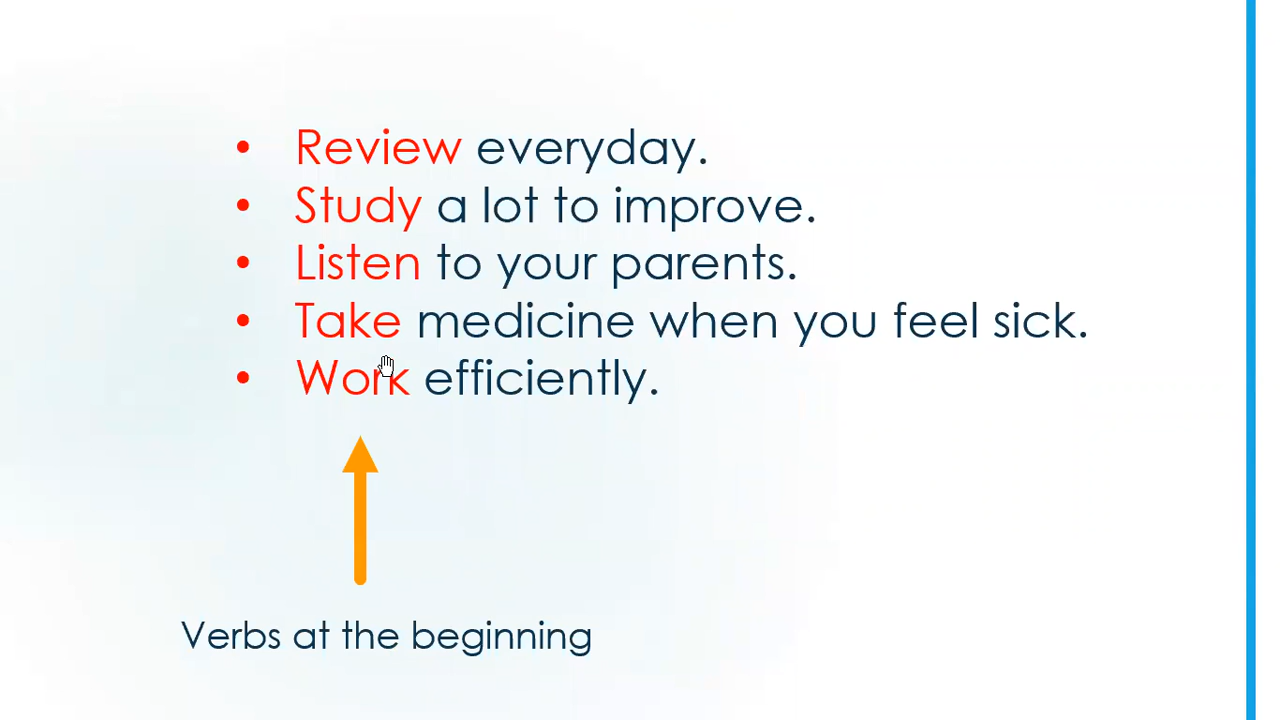 • Review everyday.
• Study a lot to improve.
• Listen to your parents.
• Take medicine when you feel sick.
• Work efficiently.
Verbs at the beginning